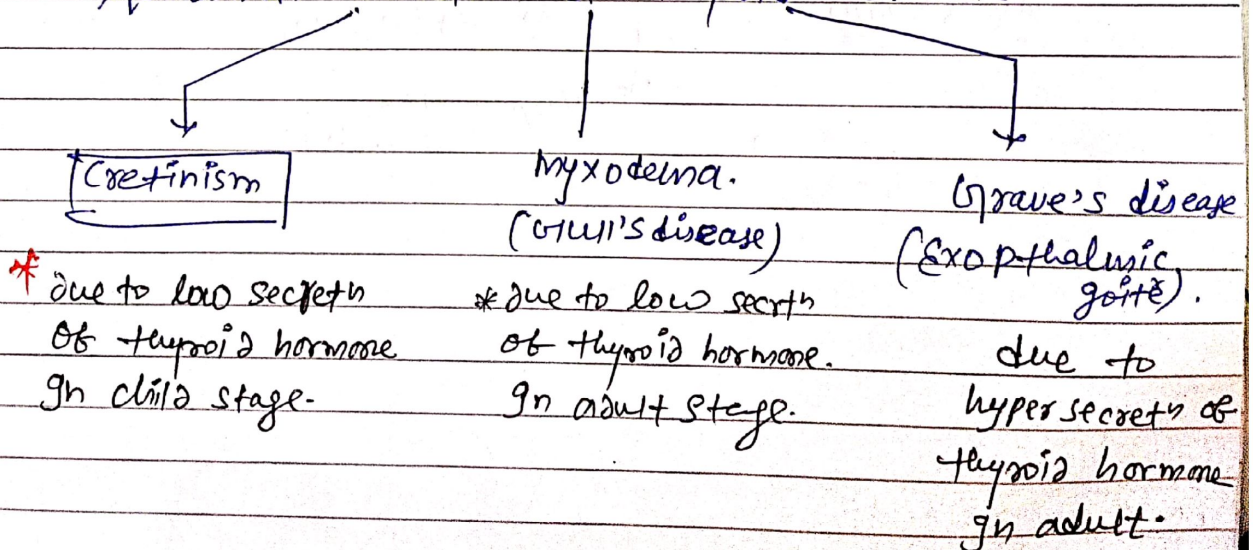 Cretinism
* due to low secretn
of thyroid hormone
In child stage.
Myxodema.
(Gull's disease)
* due to low secrtn
of thyroid hormone.
In adult stage.
Grave's disease
(Exopthalmic
goite).
due to
hyper secretn of
thyroid hormone
In adult.